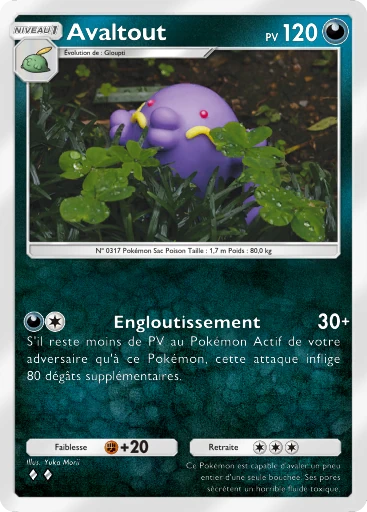 NIVEAU 1
Avaltout
PV 120
Évolution de : Gloupti
N° 0317 Pokémon Sac Poison Taille : 1,7 m Poids : 80,0 kg
Engloutissement 30+
S'il reste moins de PV au Pokémon Actif de votre
adversaire qu'à ce Pokémon, cette attaque inflige
80 dégâts supplémentaires.
Faiblesse +20
Retraite
Illus. Yuka Morii
Ce Pokémon est capable d'avaler un pneu
entier d'une seule bouchée. Ses pores
sécrètent un horrible fluide toxique.